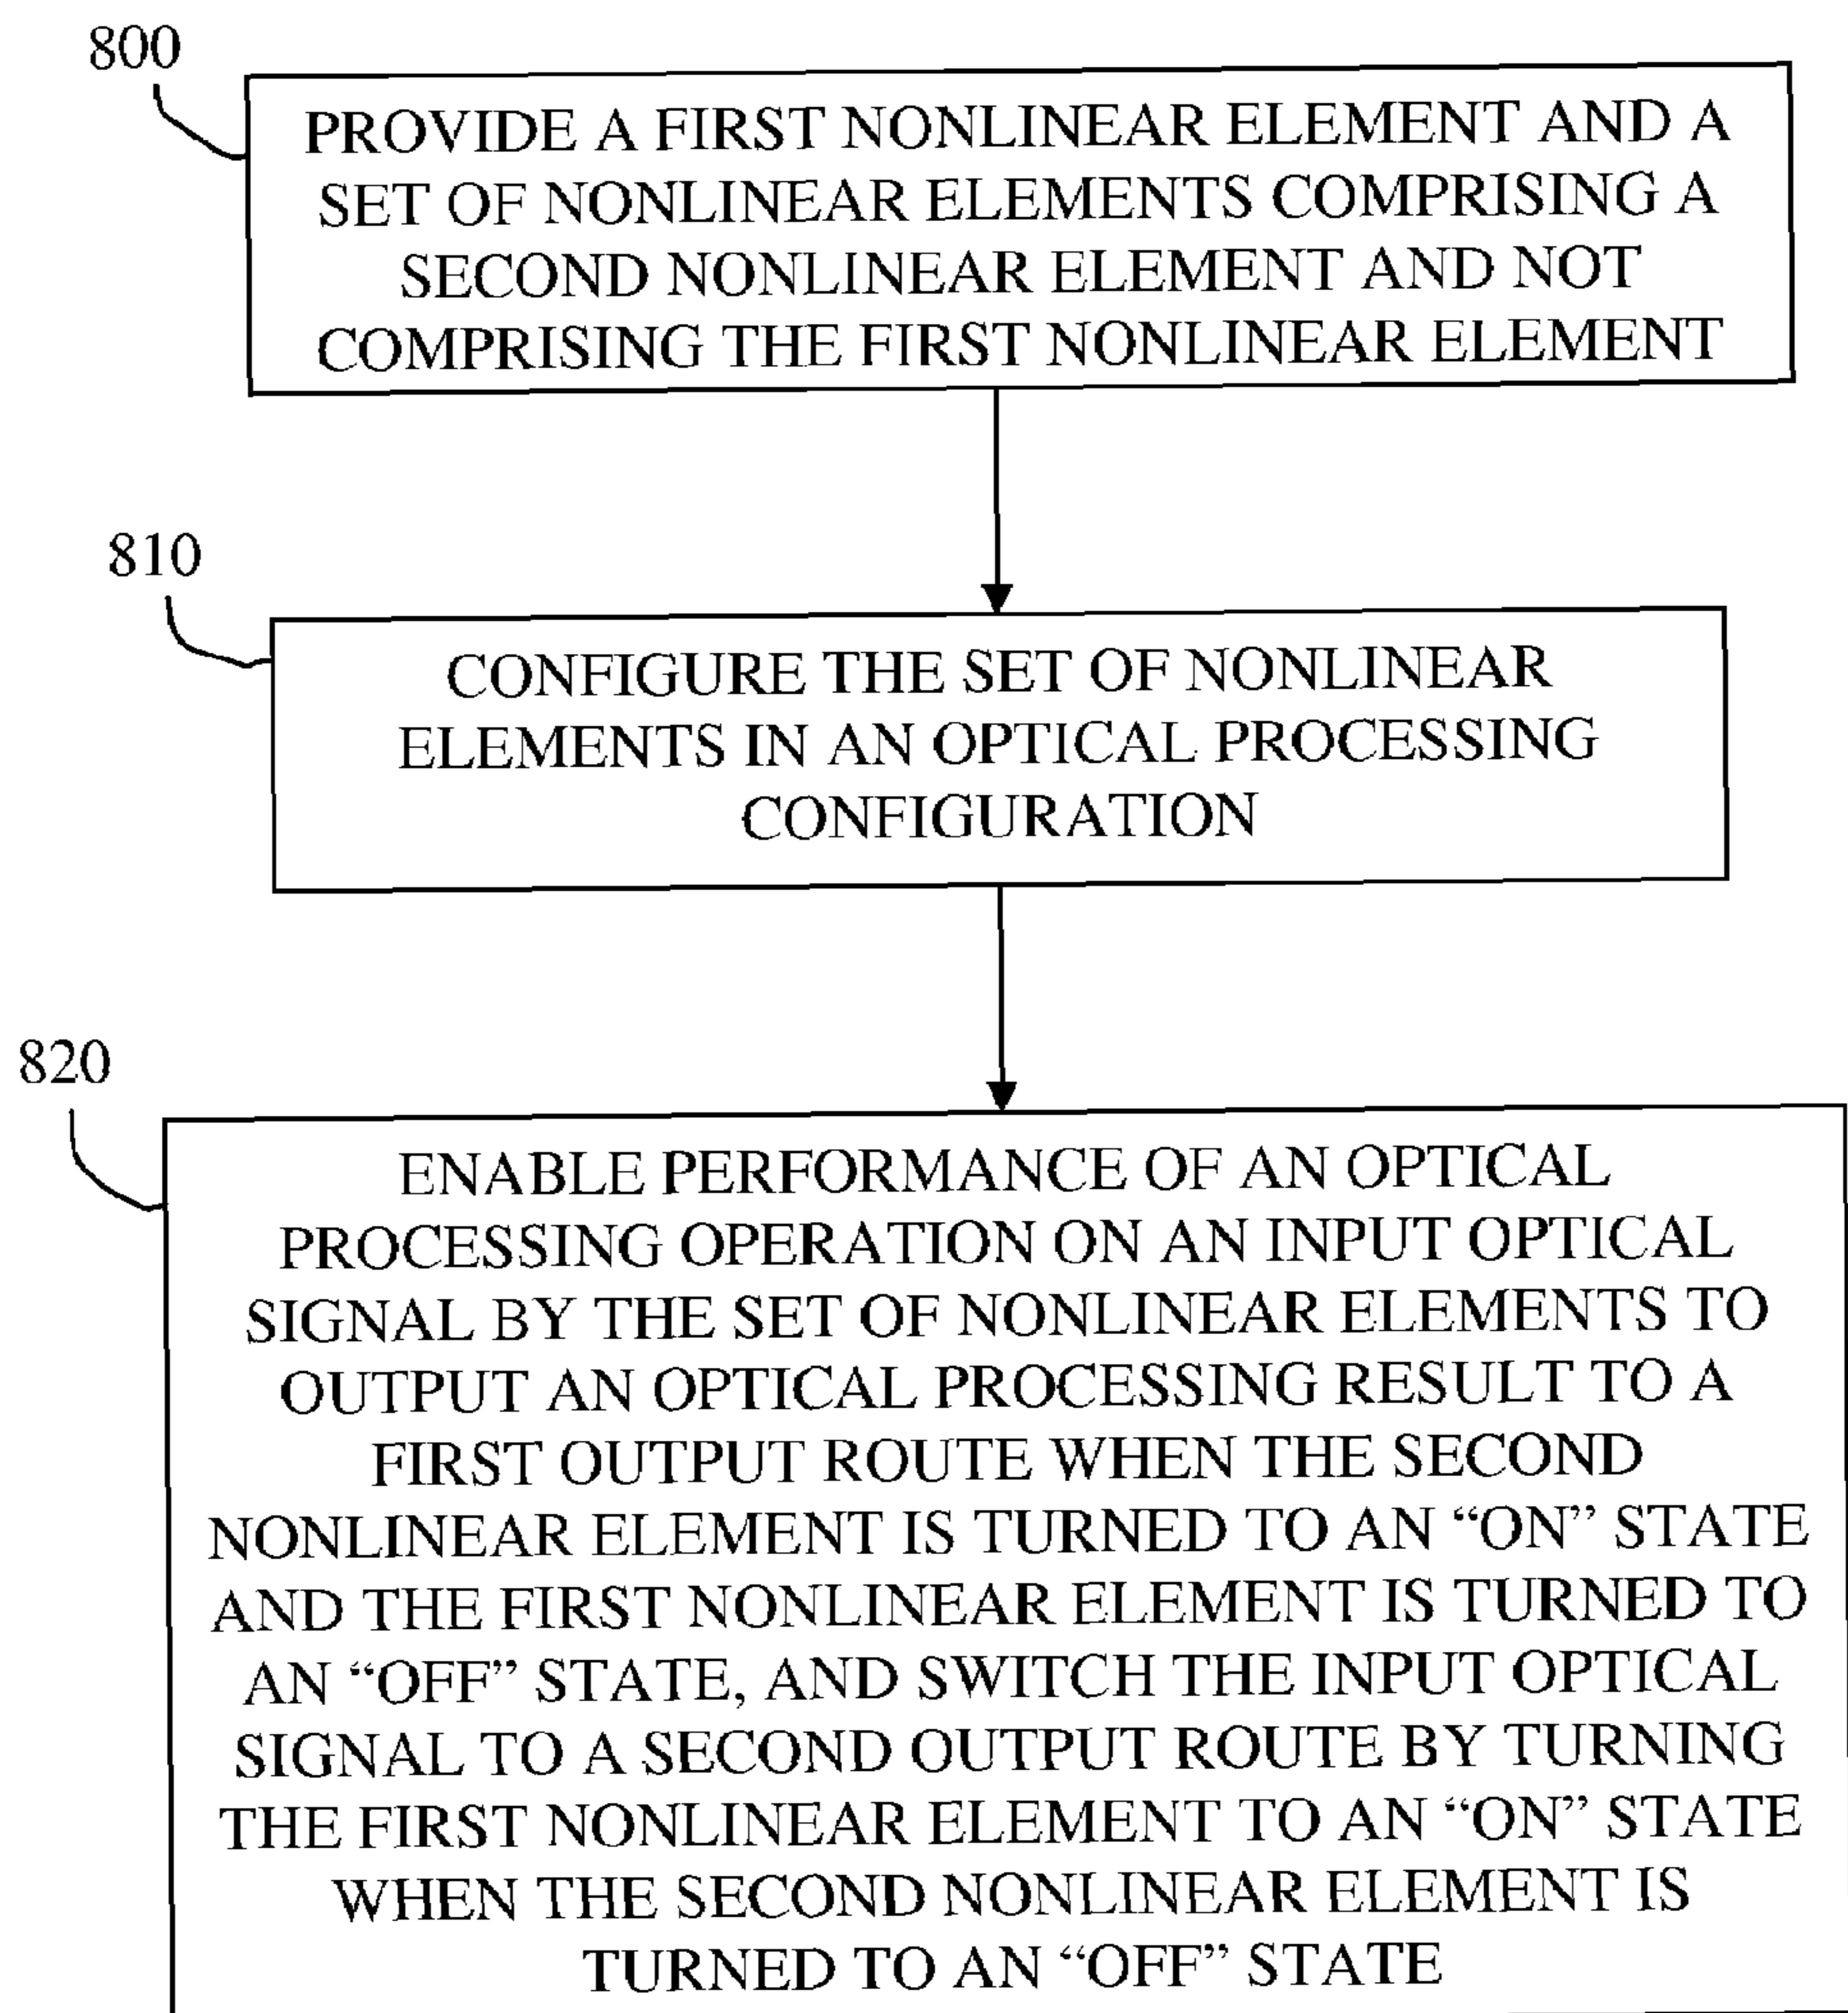 800
PROVIDE A FIRST NONLINEAR ELEMENT AND A
SET OF NONLINEAR ELEMENTS COMPRISING A
SECOND NONLINEAR ELEMENT AND NOT
COMPRISING THE FIRST NONLINEAR ELEMENT
810
CONFIGURE THE SET OF NONLINEAR
ELEMENTS IN AN OPTICAL PROCESSING
CONFIGURATION
820
ENABLE PERFORMANCE OF AN OPTICAL
PROCESSING OPERATION ON AN INPUT OPTICAL
SIGNAL BY THE SET OF NONLINEAR ELEMENTS TO
OUTPUT AN OPTICAL PROCESSING RESULT TO A
FIRST OUTPUT ROUTE WHEN THE SECOND
NONLINEAR ELEMENT IS TURNED TO AN “ON” STATE
AND THE FIRST NONLINEAR ELEMENT IS TURNED TO
AN “OFF” STATE, AND SWITCH THE INPUT OPTICAL
SIGNAL TO A SECOND OUTPUT ROUTE BY TURNING
THE FIRST NONLINEAR ELEMENT TO AN “ON” STATE
WHEN THE SECOND NONLINEAR ELEMENT IS
TURNED TO AN “OFF” STATE